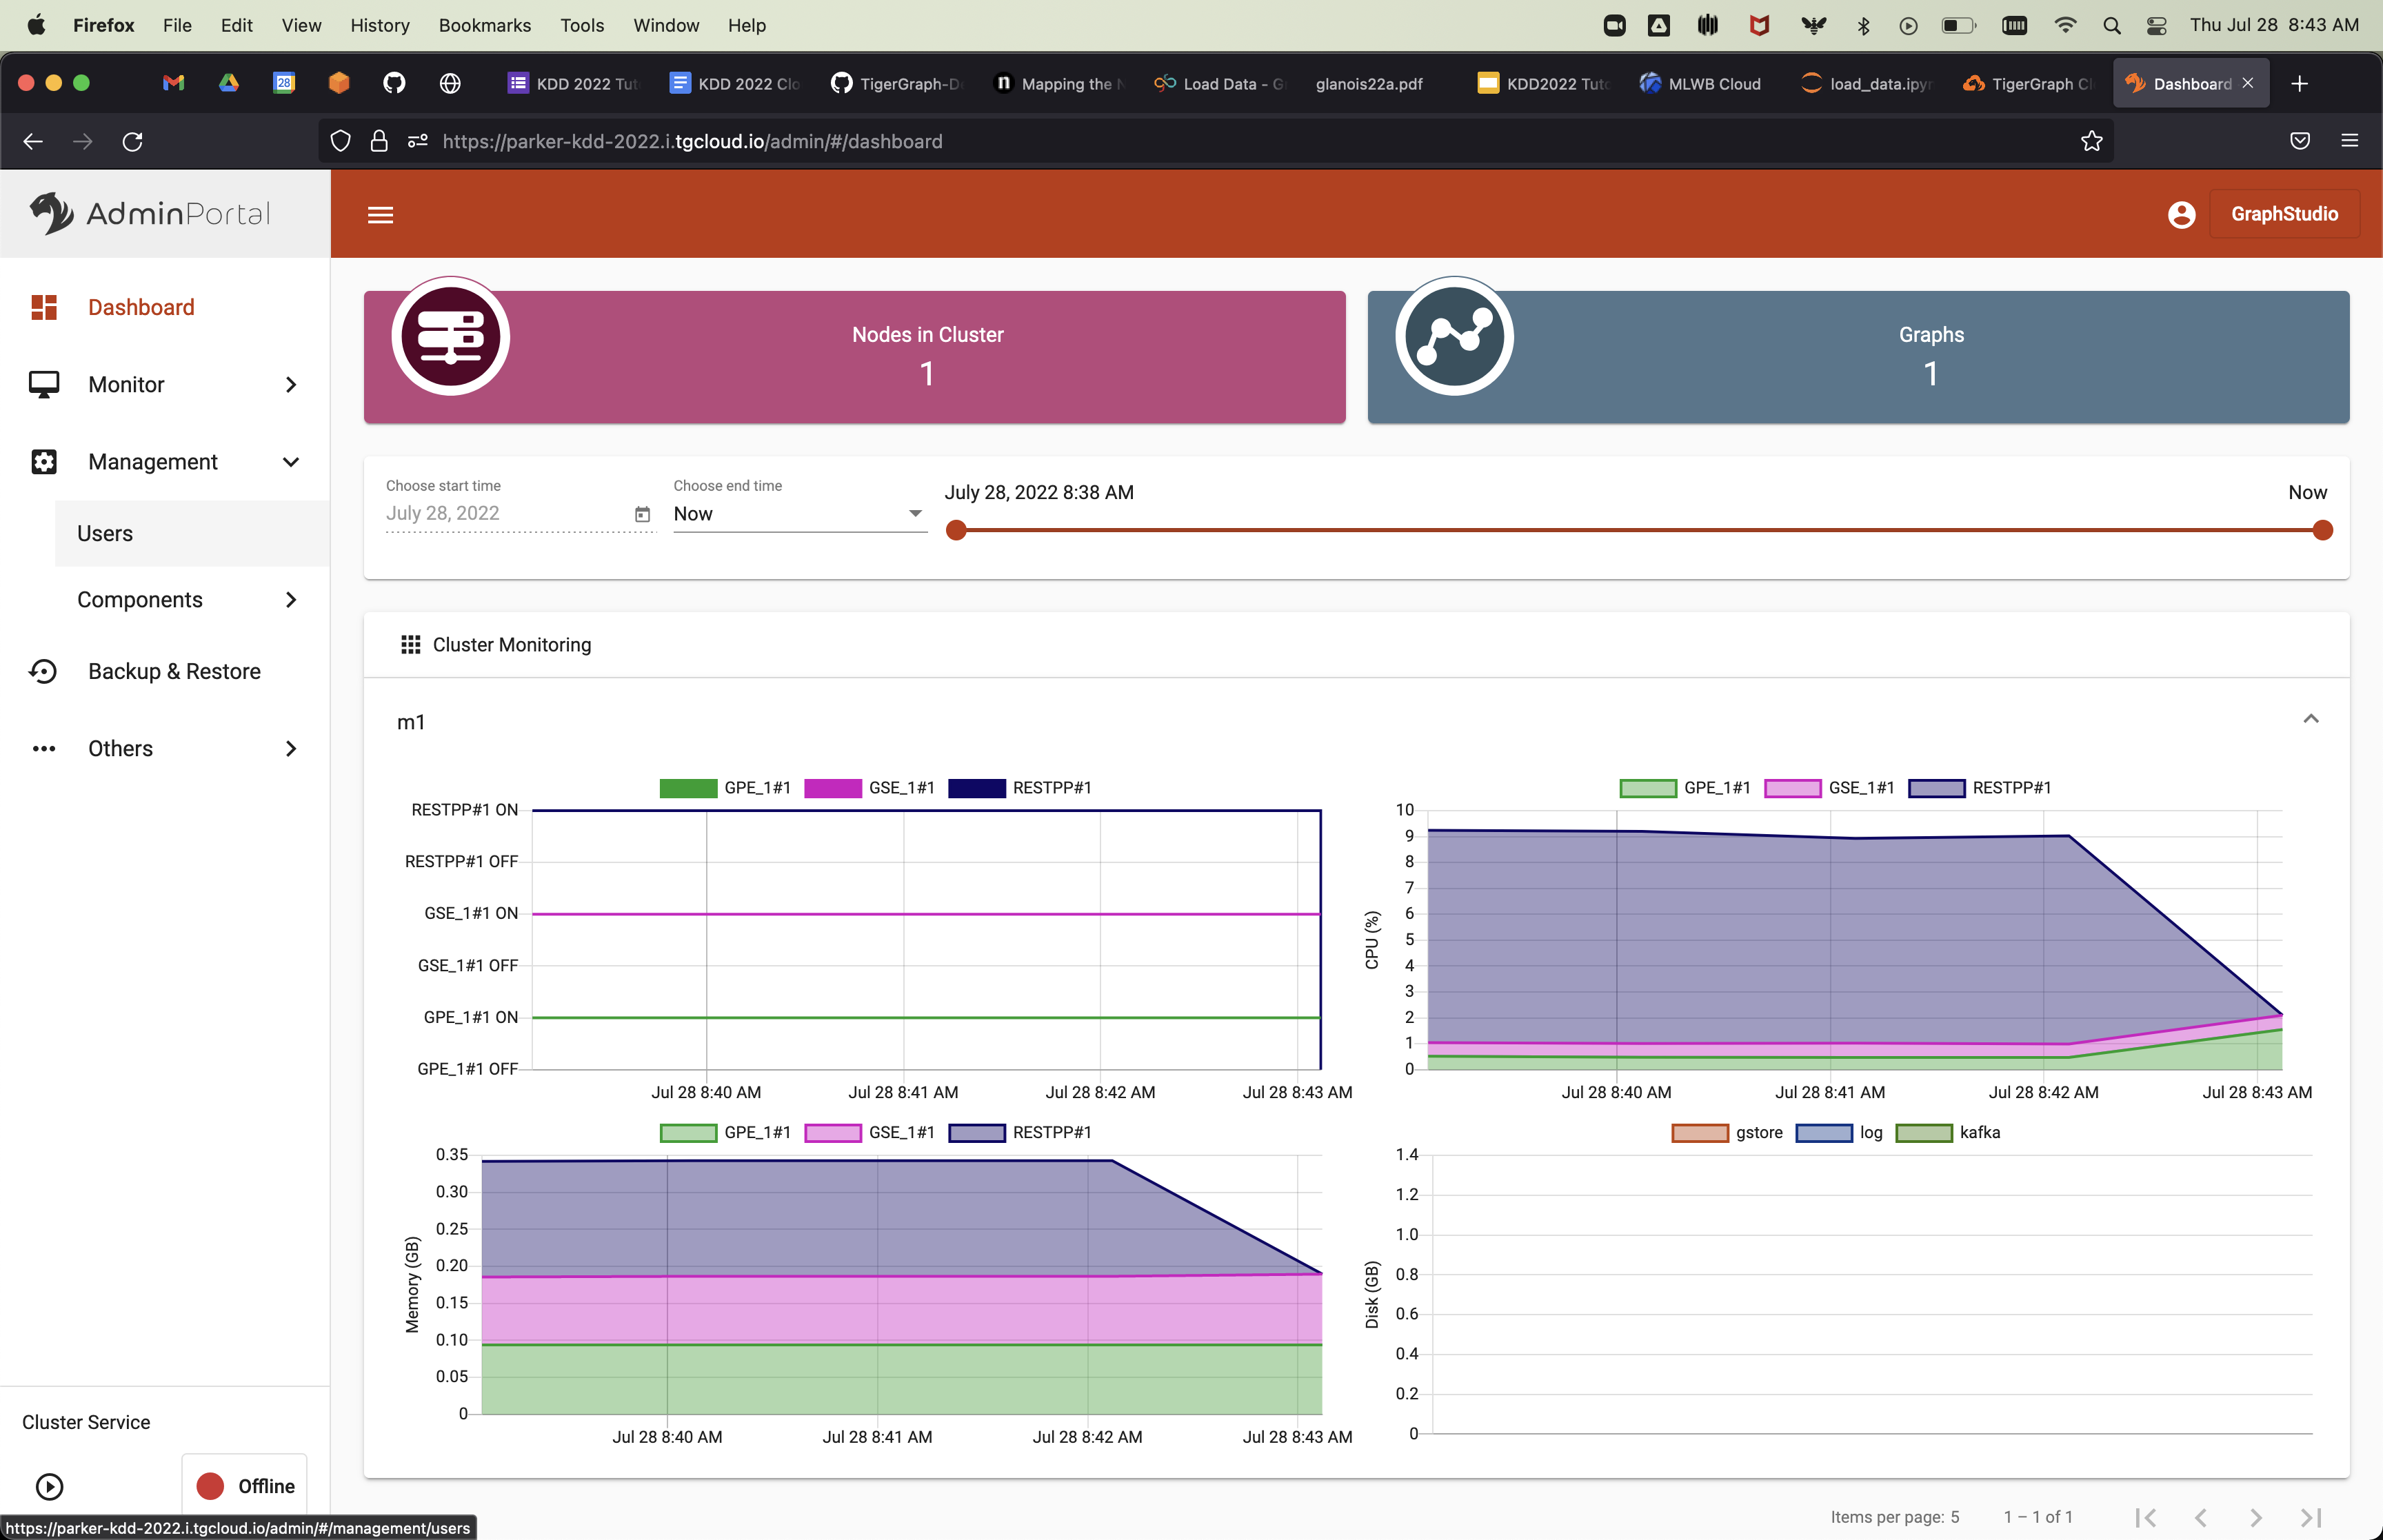 Firefox File Edit View History Bookmarks Tools Window Help Thu Jul 28 8:43 AM
28 KDD 2022 Tut KDD 2022 Clo TigerGraph-D Mapping the N Load Data - G glanois22a.pdf KDD2022 Tuto MLWB Cloud load_data.ipyn TigerGraph Cl Dashboard
https://parker-kdd-2022.i.tgcloud.io/admin/#/dashboard
AdminPortal
GraphStudio
Dashboard
Monitor
Management
Users
Components
Backup & Restore
Others
Cluster Service
Offline
https://parker-kdd-2022.i.tgcloud.io/admin/#/management/users
Nodes in Cluster
1
Graphs
1
Choose start time
July 28, 2022
Choose end time
Now
July 28, 2022 8:38 AM
Now
Cluster Monitoring
m1
GPE_1#1 GSE_1#1 RESTPP#1
RESTPP#1 ON
RESTPP#1 OFF
GSE_1#1 ON
GSE_1#1 OFF
GPE_1#1 ON
GPE_1#1 OFF
Jul 28 8:40 AM Jul 28 8:41 AM Jul 28 8:42 AM Jul 28 8:43 AM
GPE_1#1 GSE_1#1 RESTPP#1
CPU (%)
10
9
8
7
6
5
4
3
2
1
0
Jul 28 8:40 AM Jul 28 8:41 AM Jul 28 8:42 AM Jul 28 8:43 AM
GPE_1#1 GSE_1#1 RESTPP#1
Memory (GB)
0.35
0.30
0.25
0.20
0.15
0.10
0.05
0
Jul 28 8:40 AM Jul 28 8:41 AM Jul 28 8:42 AM Jul 28 8:43 AM
gstore log kafka
Disk (GB)
1.4
1.2
1.0
0.8
0.6
0.4
0.2
0
Items per page: 5 1 – 1 of 1